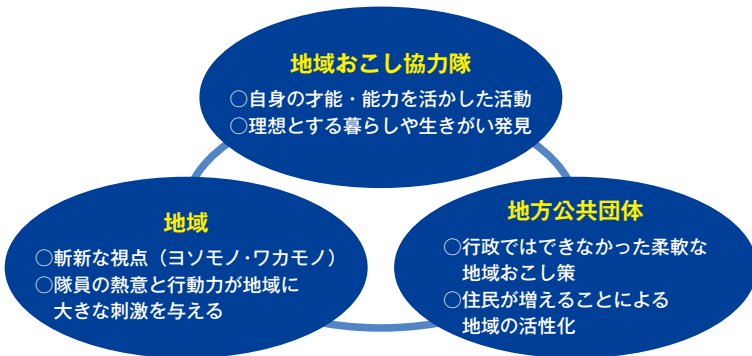 地域おこし協力隊
○自身の才能・能力を活かした活動
○理想とする暮らしや生きがい発見
地域
○斬新な視点（ヨソモノ・ワカモノ）
○隊員の熱意と行動力が地域に
大きな刺激を与える
地方公共団体
○行政ではできなかった柔軟な
地域おこし策
○住民が増えることによる
地域の活性化